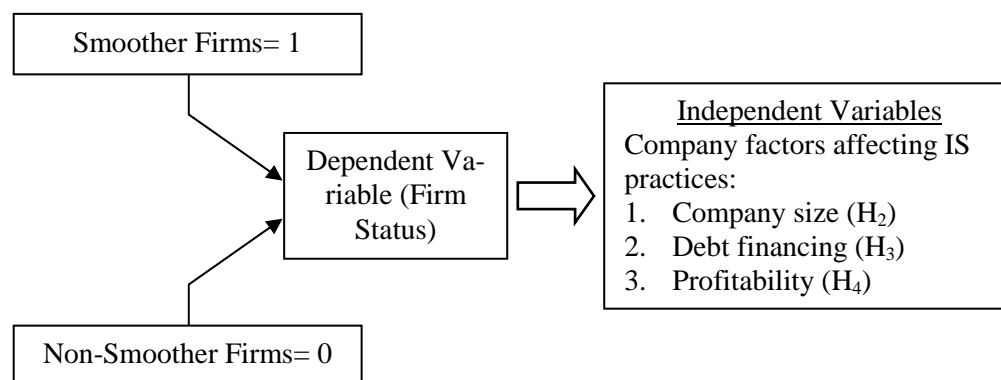 Smoother Firms= 1
Dependent Va-
riable (Firm
Status)
Non-Smoother Firms= 0
Independent Variables
Company factors affecting IS
practices:
1. Company size (H₂)
2. Debt financing (H₃)
3. Profitability (H₄)